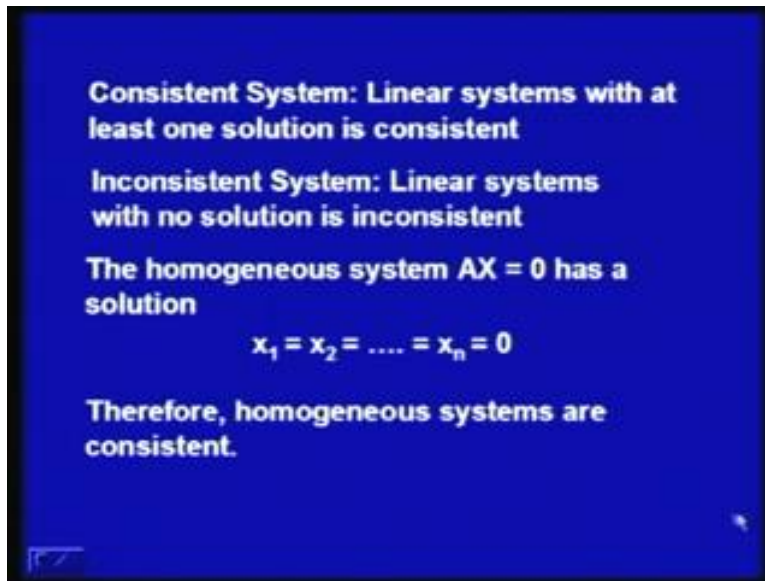 Consistent System: Linear systems with at
least one solution is consistent
Inconsistent System: Linear systems
with no solution is inconsistent
The homogeneous system AX = 0 has a
solution
x₁ = x₂ = .... = xₙ = 0
Therefore, homogeneous systems are
consistent.